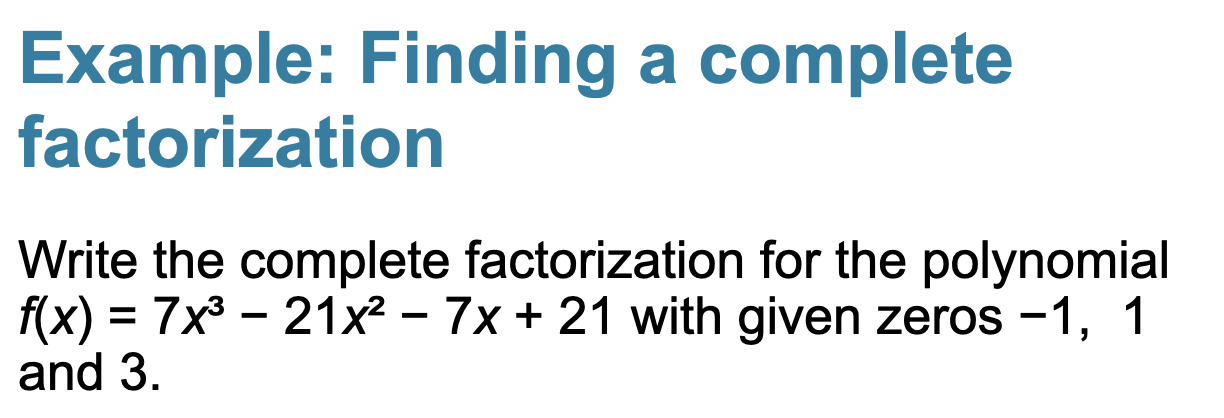 Example: Finding a complete
factorization
Write the complete factorization for the polynomial
f(x) = 7x³ − 21x² − 7x + 21 with given zeros −1, 1
and 3.